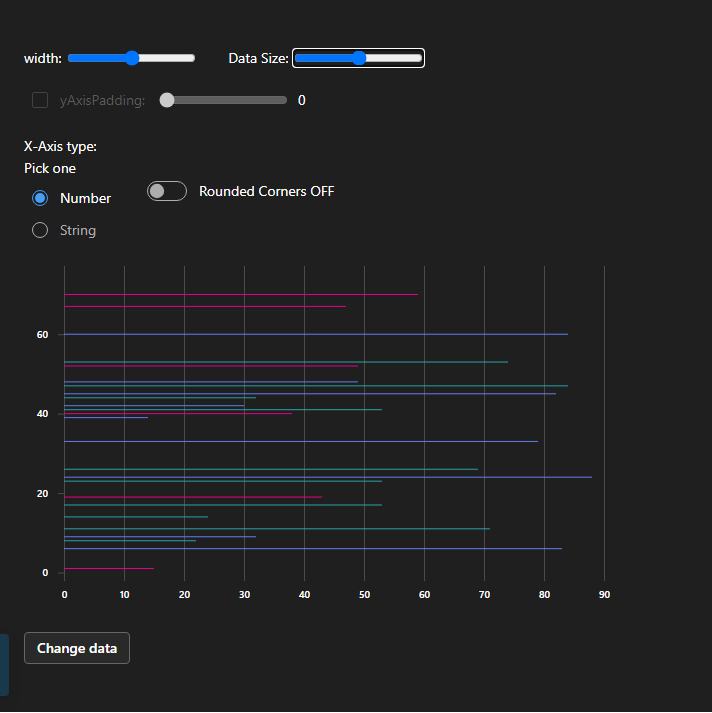 width: Data Size:
yAxisPadding: 0
X-Axis type:
Pick one
Number Rounded Corners OFF
String
60
40
20
0
0 10 20 30 40 50 60 70 80 90
Change data